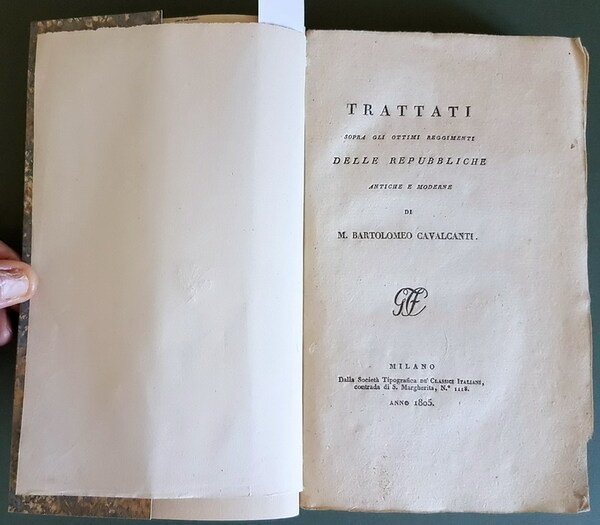 TRATTATI
SOPRA GLI OTTIMI REGGIMENTI
DELLE REPUBBLICHE
ANTICHE E MODERNE
DI
M. BARTOLOMEO CAVALCANTI.
MILANO
Dalla Società Tipografica DE' CLASSICI ITALIANI,
contrada di S. Margherita, N.° 1118.
ANNO 1805.